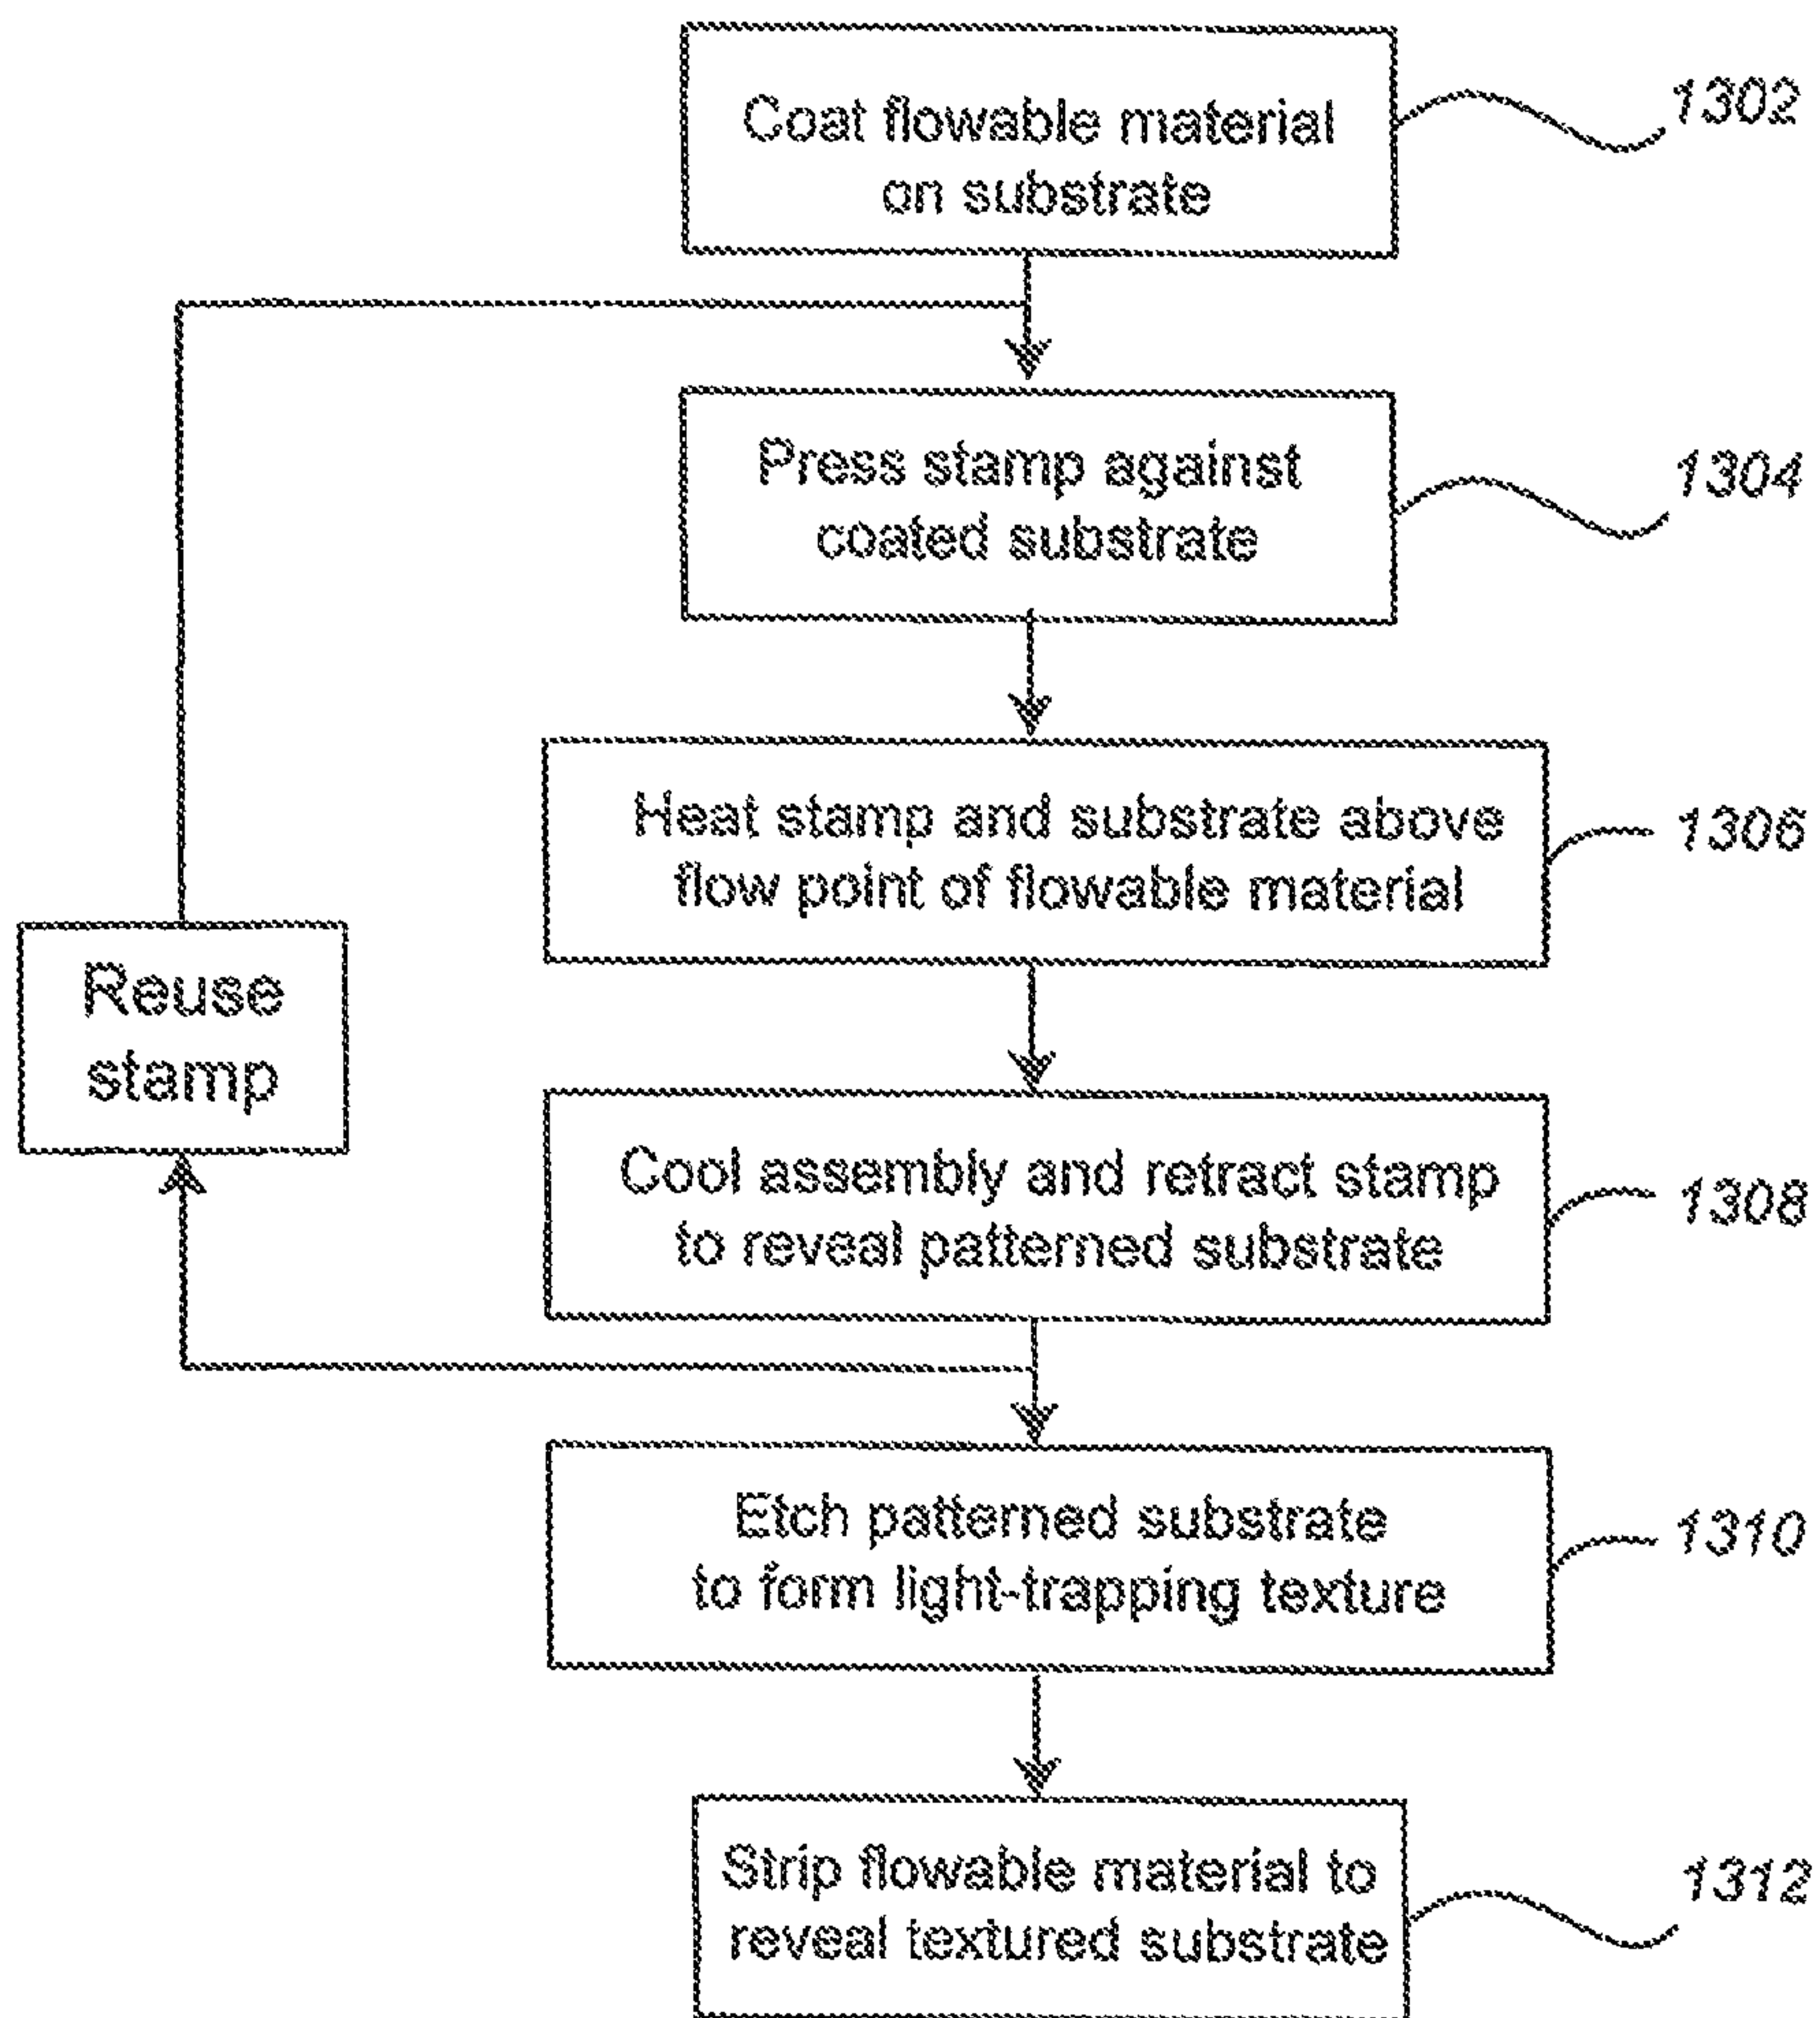 Coat flowable material
on substrate
1302
Press stamp against
coated substrate
1304
Heat stamp and substrate above
flow point of flowable material
1306
Reuse
stamp
Cool assembly and retract stamp
to reveal patterned substrate
1308
Etch patterned substrate
to form light-trapping texture
1310
Strip flowable material to
reveal textured substrate
1312